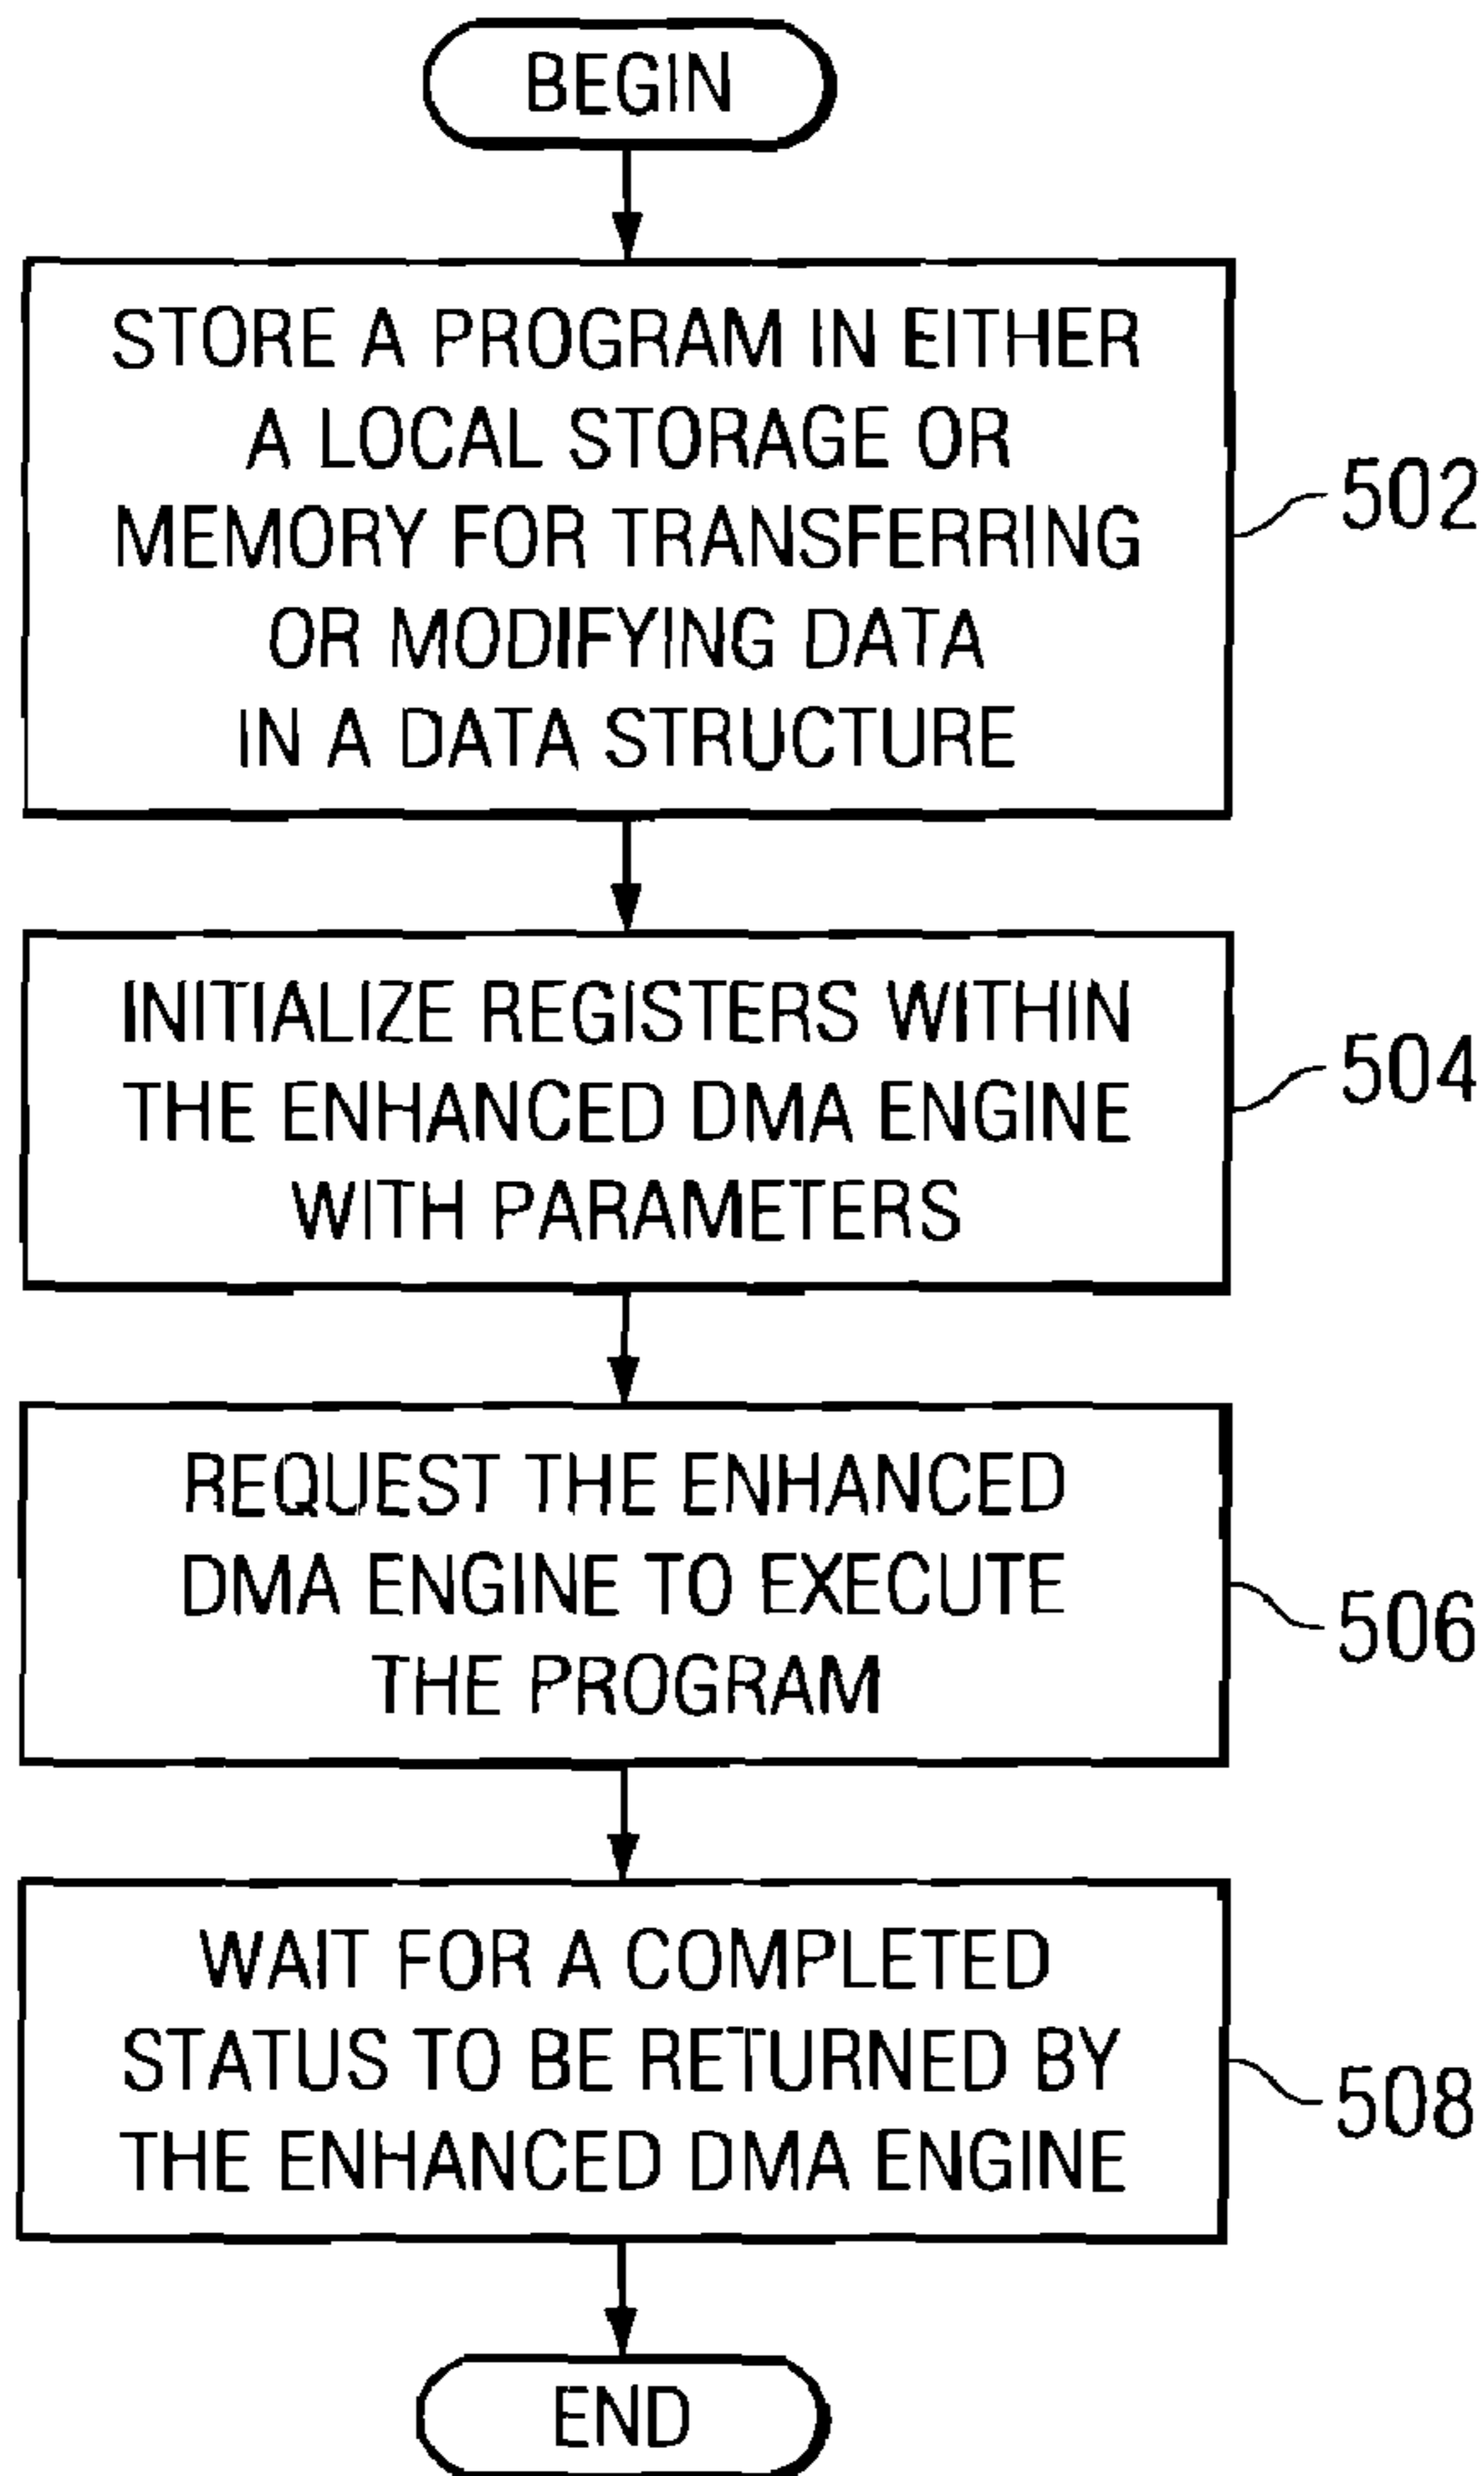 BEGIN
STORE A PROGRAM IN EITHER
A LOCAL STORAGE OR
MEMORY FOR TRANSFERRING
OR MODIFYING DATA
IN A DATA STRUCTURE
502
INITIALIZE REGISTERS WITHIN
THE ENHANCED DMA ENGINE
WITH PARAMETERS
504
REQUEST THE ENHANCED
DMA ENGINE TO EXECUTE
THE PROGRAM
506
WAIT FOR A COMPLETED
STATUS TO BE RETURNED BY
THE ENHANCED DMA ENGINE
508
END